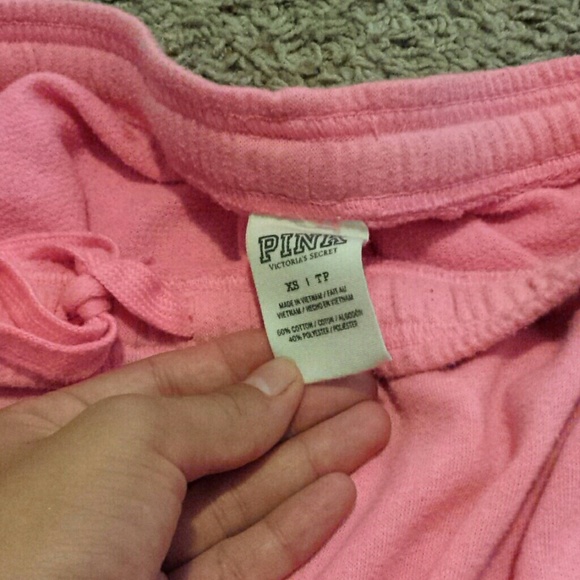 PINK
VICTORIA'S SECRET
XS | TP
MADE IN VIETNAM / FAIT AU
VIETNAM / HECHO EN VIETNAM
60% COTTON / COTON / ALGODÓN
40% POLYESTER / POLIÉSTER